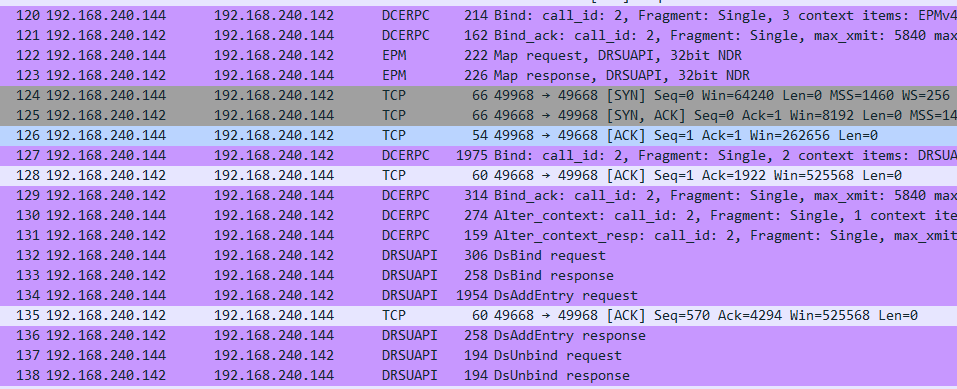 120 192.168.240.144 192.168.240.142 DCERPC 214 Bind: call_id: 2, Fragment: Single, 3 context items: EPMv4
121 192.168.240.142 192.168.240.144 DCERPC 162 Bind_ack: call_id: 2, Fragment: Single, max_xmit: 5840 max
122 192.168.240.144 192.168.240.142 EPM 222 Map request, DRSUAPI, 32bit NDR
123 192.168.240.142 192.168.240.144 EPM 226 Map response, DRSUAPI, 32bit NDR
124 192.168.240.144 192.168.240.142 TCP 66 49968 → 49668 [SYN] Seq=0 Win=64240 Len=0 MSS=1460 WS=256
125 192.168.240.142 192.168.240.144 TCP 66 49668 → 49968 [SYN, ACK] Seq=0 Ack=1 Win=8192 Len=0 MSS=14
126 192.168.240.144 192.168.240.142 TCP 54 49968 → 49668 [ACK] Seq=1 Ack=1 Win=262656 Len=0
127 192.168.240.144 192.168.240.142 DCERPC 1975 Bind: call_id: 2, Fragment: Single, 2 context items: DRSUA
128 192.168.240.142 192.168.240.144 TCP 60 49668 → 49968 [ACK] Seq=1 Ack=1922 Win=525568 Len=0
129 192.168.240.142 192.168.240.144 DCERPC 314 Bind_ack: call_id: 2, Fragment: Single, max_xmit: 5840 max
130 192.168.240.144 192.168.240.142 DCERPC 274 Alter_context: call_id: 2, Fragment: Single, 1 context ite
131 192.168.240.142 192.168.240.144 DCERPC 159 Alter_context_resp: call_id: 2, Fragment: Single, max_xmit
132 192.168.240.144 192.168.240.142 DRSUAPI 306 DsBind request
133 192.168.240.142 192.168.240.144 DRSUAPI 258 DsBind response
134 192.168.240.144 192.168.240.142 DRSUAPI 1954 DsAddEntry request
135 192.168.240.142 192.168.240.144 TCP 60 49668 → 49968 [ACK] Seq=570 Ack=4294 Win=525568 Len=0
136 192.168.240.142 192.168.240.144 DRSUAPI 258 DsAddEntry response
137 192.168.240.144 192.168.240.142 DRSUAPI 194 DsUnbind request
138 192.168.240.142 192.168.240.144 DRSUAPI 194 DsUnbind response